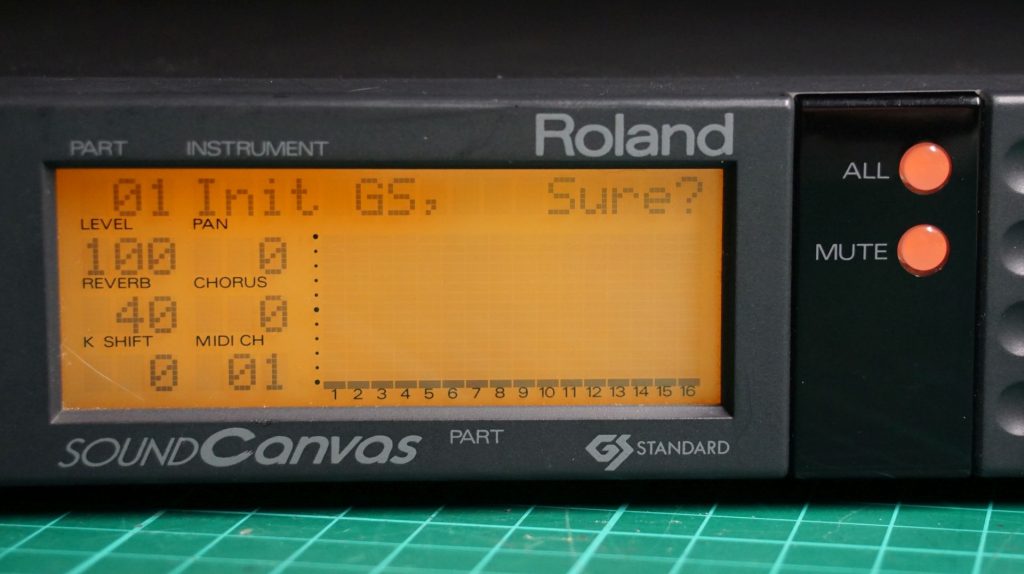 PART INSTRUMENT Roland
01 Init GS, Sure?
LEVEL PAN
100 0
REVERB CHORUS
40 0
K SHIFT MIDI CH
0 01
1 2 3 4 5 6 7 8 9 10 11 12 13 14 15 16
SOUND Canvas PART GS STANDARD
ALL
MUTE